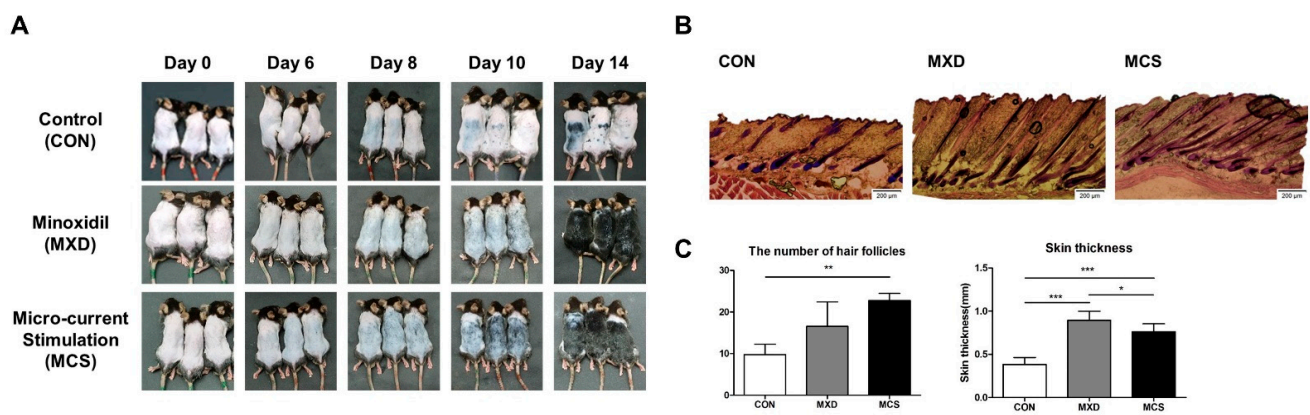 A
Day 0 Day 6 Day 8 Day 10 Day 14
Control
(CON)
Minoxidil
(MXD)
Micro-current
Stimulation
(MCS)
B
CON MXD MCS
200 μm 200 μm 200 μm
C
The number of hair follicles
**
30
20
10
0
CON MXD MCS
Skin thickness
Skin thickness(mm)
***
***
*
1.5
1.0
0.5
0.0
CON MXD MCS